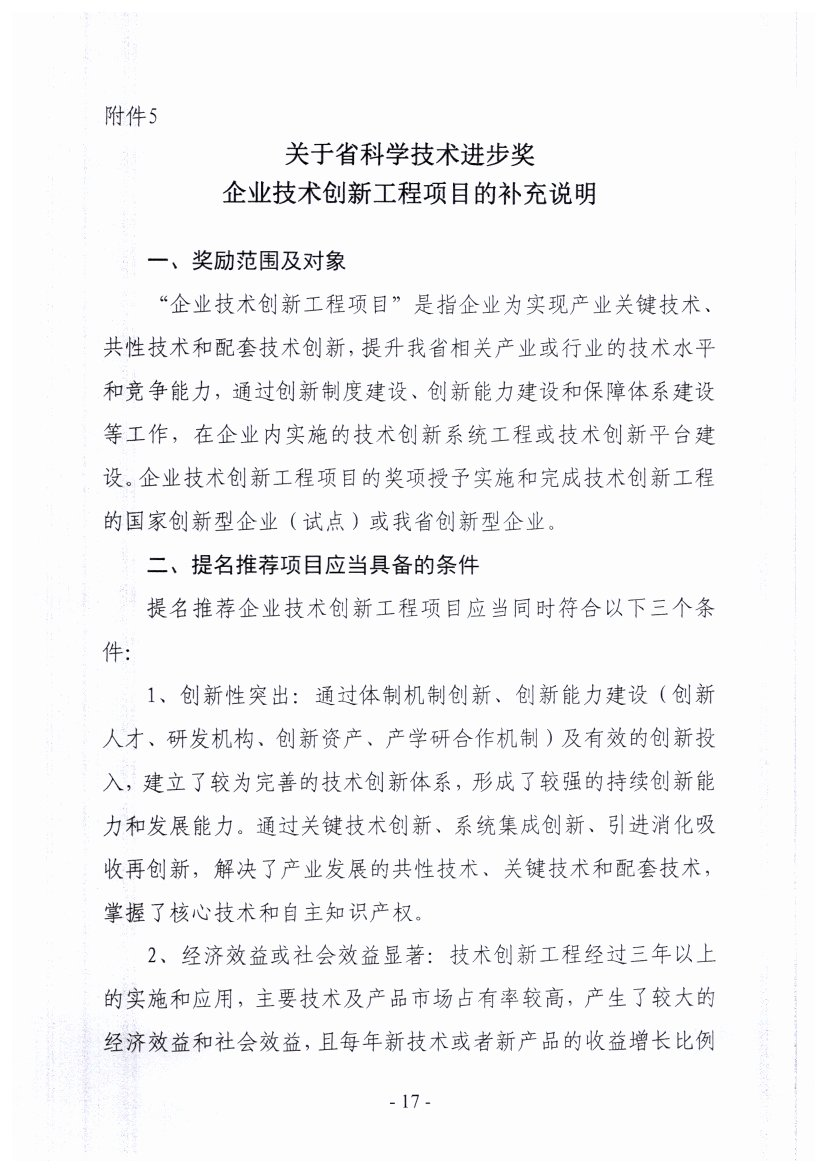 附件5
关于省科学技术进步奖
企业技术创新工程项目的补充说明
一、奖励范围及对象
“企业技术创新工程项目”是指企业为实现产业关键技术、
共性技术和配套技术创新,提升我省相关产业或行业的技术水平
和竞争能力，通过创新制度建设、创新能力建设和保障体系建设
等工作，在企业内实施的技术创新系统工程或技术创新平台建
设。企业技术创新工程项目的奖项授予实施和完成技术创新工程
的国家创新型企业（试点）或我省创新型企业。
二、提名推荐项目应当具备的条件
提名推荐企业技术创新工程项目应当同时符合以下三个条
件：
1、创新性突出：通过体制机制创新、创新能力建设（创新
人才、研发机构、创新资产、产学研合作机制）及有效的创新投
入，建立了较为完善的技术创新体系，形成了较强的持续创新能
力和发展能力。通过关键技术创新、系统集成创新、引进消化吸
收再创新，解决了产业发展的共性技术、关键技术和配套技术，
掌握了核心技术和自主知识产权。
2、经济效益或社会效益显著：技术创新工程经过三年以上
的实施和应用，主要技术及产品市场占有率较高，产生了较大的
经济效益和社会效益，且每年新技术或者新产品的收益增长比例
- 17 -